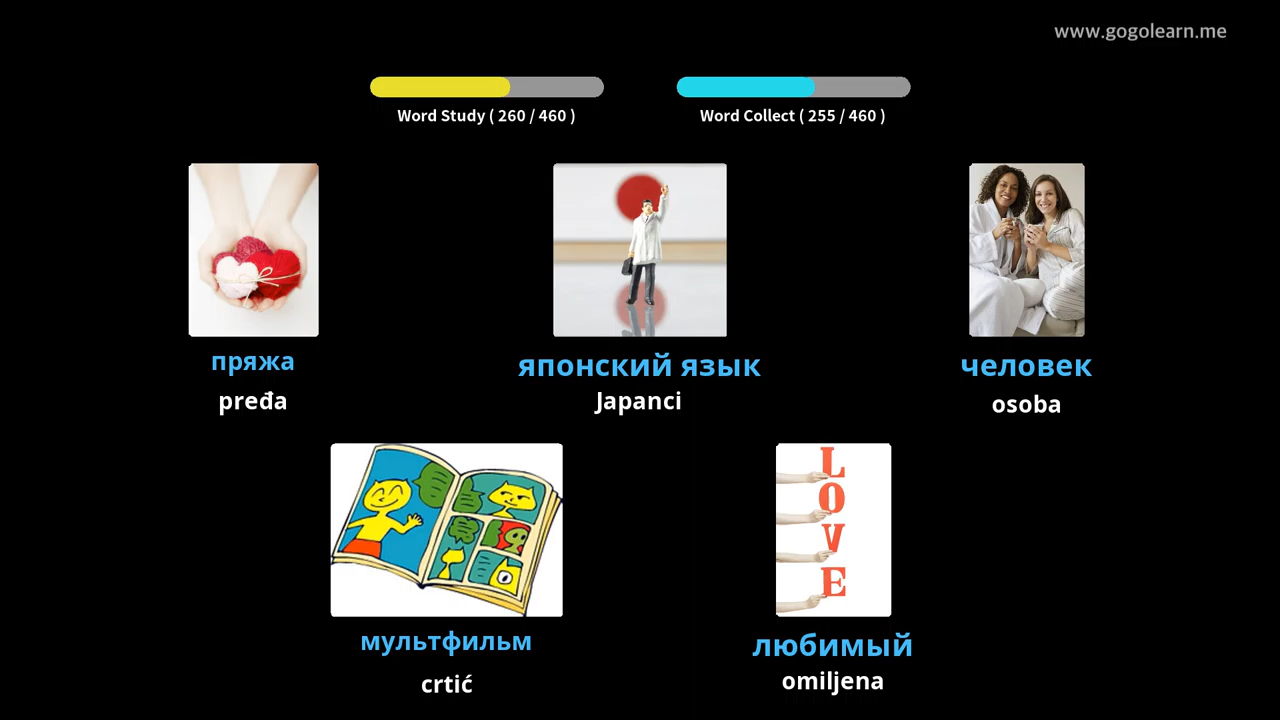 www.gogolearn.me
Word Study ( 260 / 460 )
Word Collect ( 255 / 460 )
пряжа
pređa
японский язык
Japanci
человек
osoba
L
O
V
E
мультфильм
crtić
любимый
omiljena